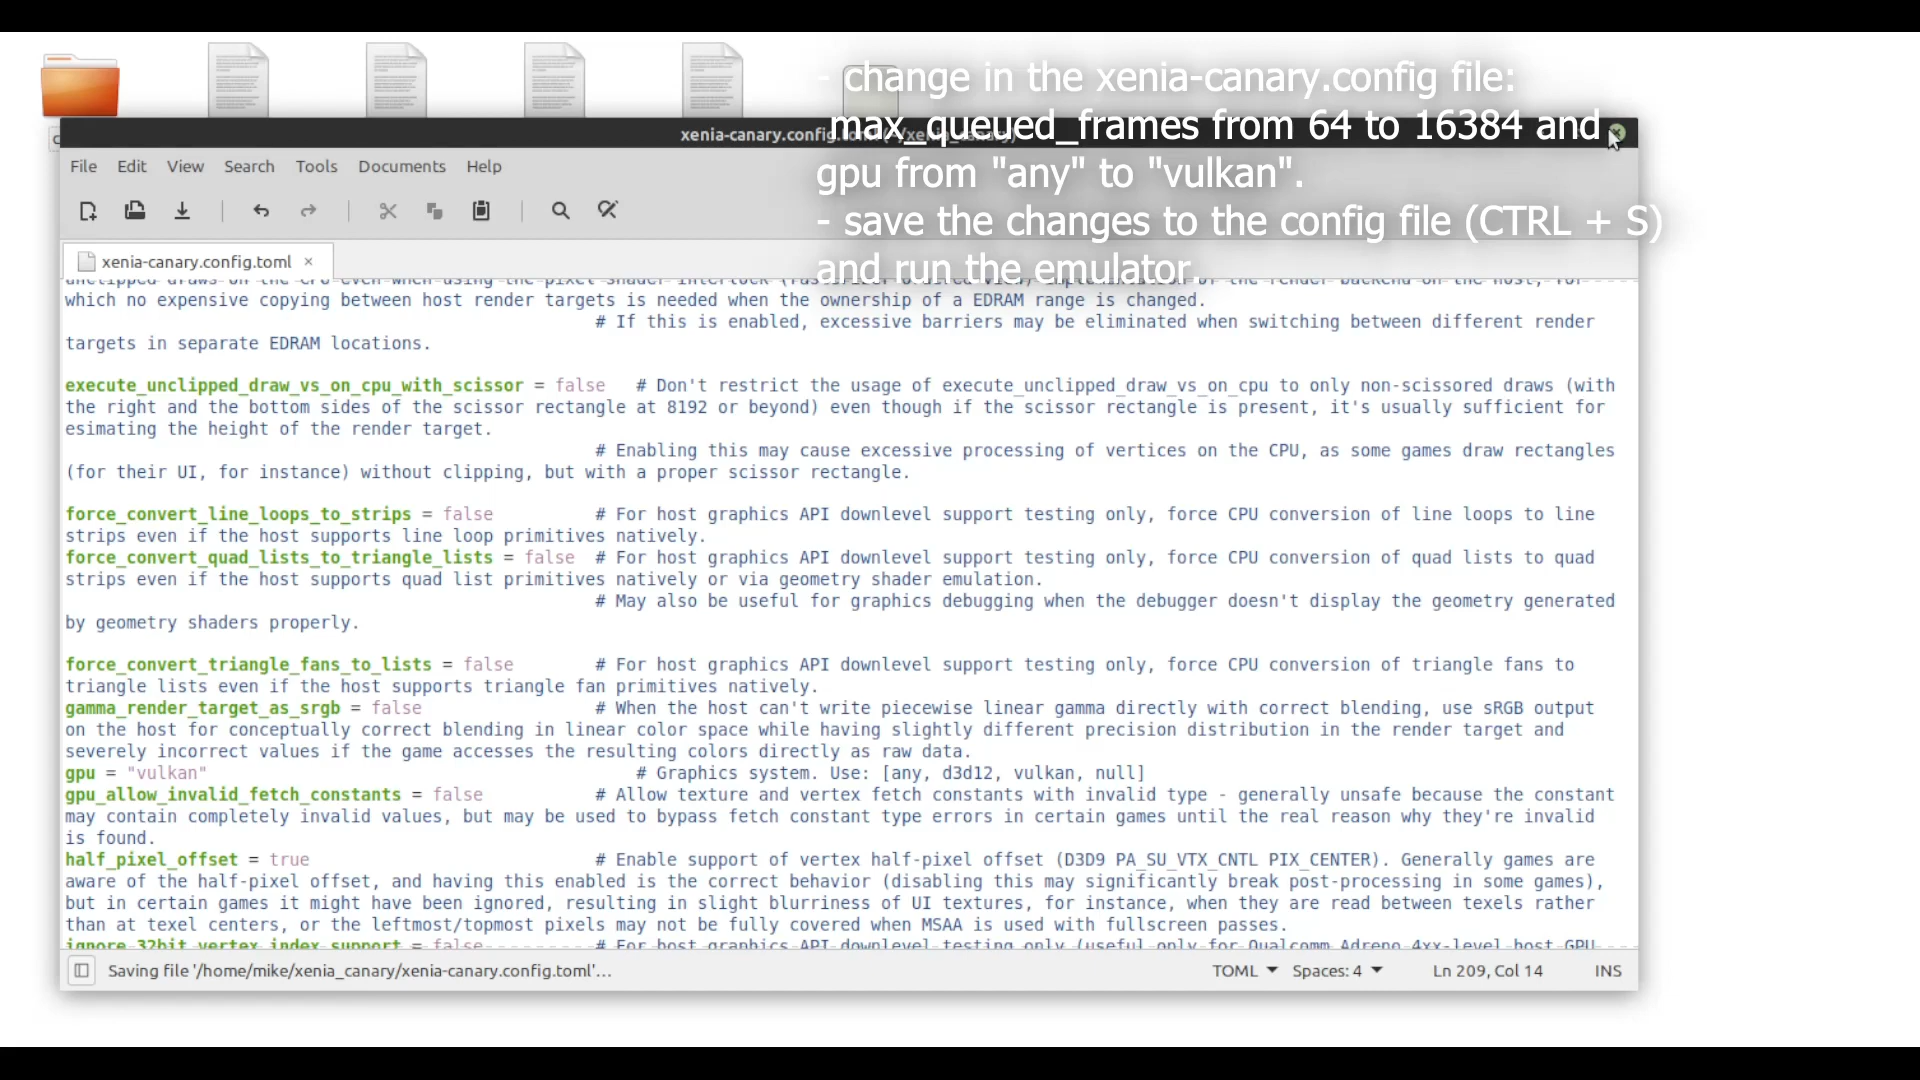 - change in the xenia-canary.config file:
max_queued_frames from 64 to 16384 and
gpu from "any" to "vulkan".
- save the changes to the config file (CTRL + S)
and run the emulator.
xenia-canary.config
File Edit View Search Tools Documents Help
xenia-canary.config.toml ×
which no expensive copying between host render targets is needed when the ownership of a EDRAM range is changed.
# If this is enabled, excessive barriers may be eliminated when switching between different render
targets in separate EDRAM locations.
execute_unclipped_draw_vs_on_cpu_with_scissor = false # Don't restrict the usage of execute_unclipped_draw_vs_on_cpu to only non-scissored draws (with
the right and the bottom sides of the scissor rectangle at 8192 or beyond) even though if the scissor rectangle is present, it's usually sufficient for
esimating the height of the render target.
# Enabling this may cause excessive processing of vertices on the CPU, as some games draw rectangles
(for their UI, for instance) without clipping, but with a proper scissor rectangle.
force_convert_line_loops_to_strips = false # For host graphics API downlevel support testing only, force CPU conversion of line loops to line
strips even if the host supports line loop primitives natively.
force_convert_quad_lists_to_triangle_lists = false # For host graphics API downlevel support testing only, force CPU conversion of quad lists to quad
strips even if the host supports quad list primitives natively or via geometry shader emulation.
# May also be useful for graphics debugging when the debugger doesn't display the geometry generated
by geometry shaders properly.
force_convert_triangle_fans_to_lists = false # For host graphics API downlevel support testing only, force CPU conversion of triangle fans to
triangle lists even if the host supports triangle fan primitives natively.
gamma_render_target_as_srgb = false # When the host can't write piecewise linear gamma directly with correct blending, use sRGB output
on the host for conceptually correct blending in linear color space while having slightly different precision distribution in the render target and
severely incorrect values if the game accesses the resulting colors directly as raw data.
gpu = "vulkan" # Graphics system. Use: [any, d3d12, vulkan, null]
gpu_allow_invalid_fetch_constants = false # Allow texture and vertex fetch constants with invalid type - generally unsafe because the constant
may contain completely invalid values, but may be used to bypass fetch constant type errors in certain games until the real reason why they're invalid
is found.
half_pixel_offset = true # Enable support of vertex half-pixel offset (D3D9 PA_SU_VTX_CNTL PIX_CENTER). Generally games are
aware of the half-pixel offset, and having this enabled is the correct behavior (disabling this may significantly break post-processing in some games),
but in certain games it might have been ignored, resulting in slight blurriness of UI textures, for instance, when they are read between texels rather
than at texel centers, or the leftmost/topmost pixels may not be fully covered when MSAA is used with fullscreen passes.
ignore_32bit_vertex_index_support = false # For host graphics API downlevel testing only (useful only for Qualcomm Adreno 4xx-level host GPU
Saving file '/home/mike/xenia_canary/xenia-canary.config.toml'... TOML Spaces: 4 Ln 209, Col 14 INS